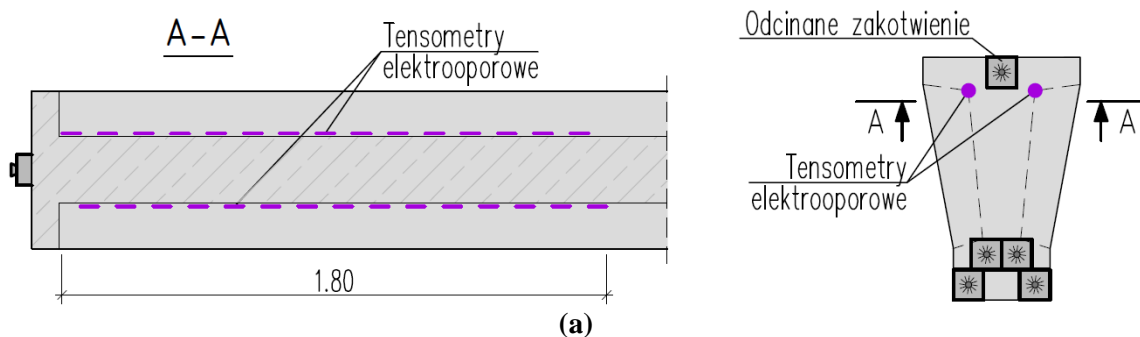 A-A
Tensometry
elektrooporowe
1.80
Odcinane zakotwienie
A
A
Tensometry
elektrooporowe
(a)